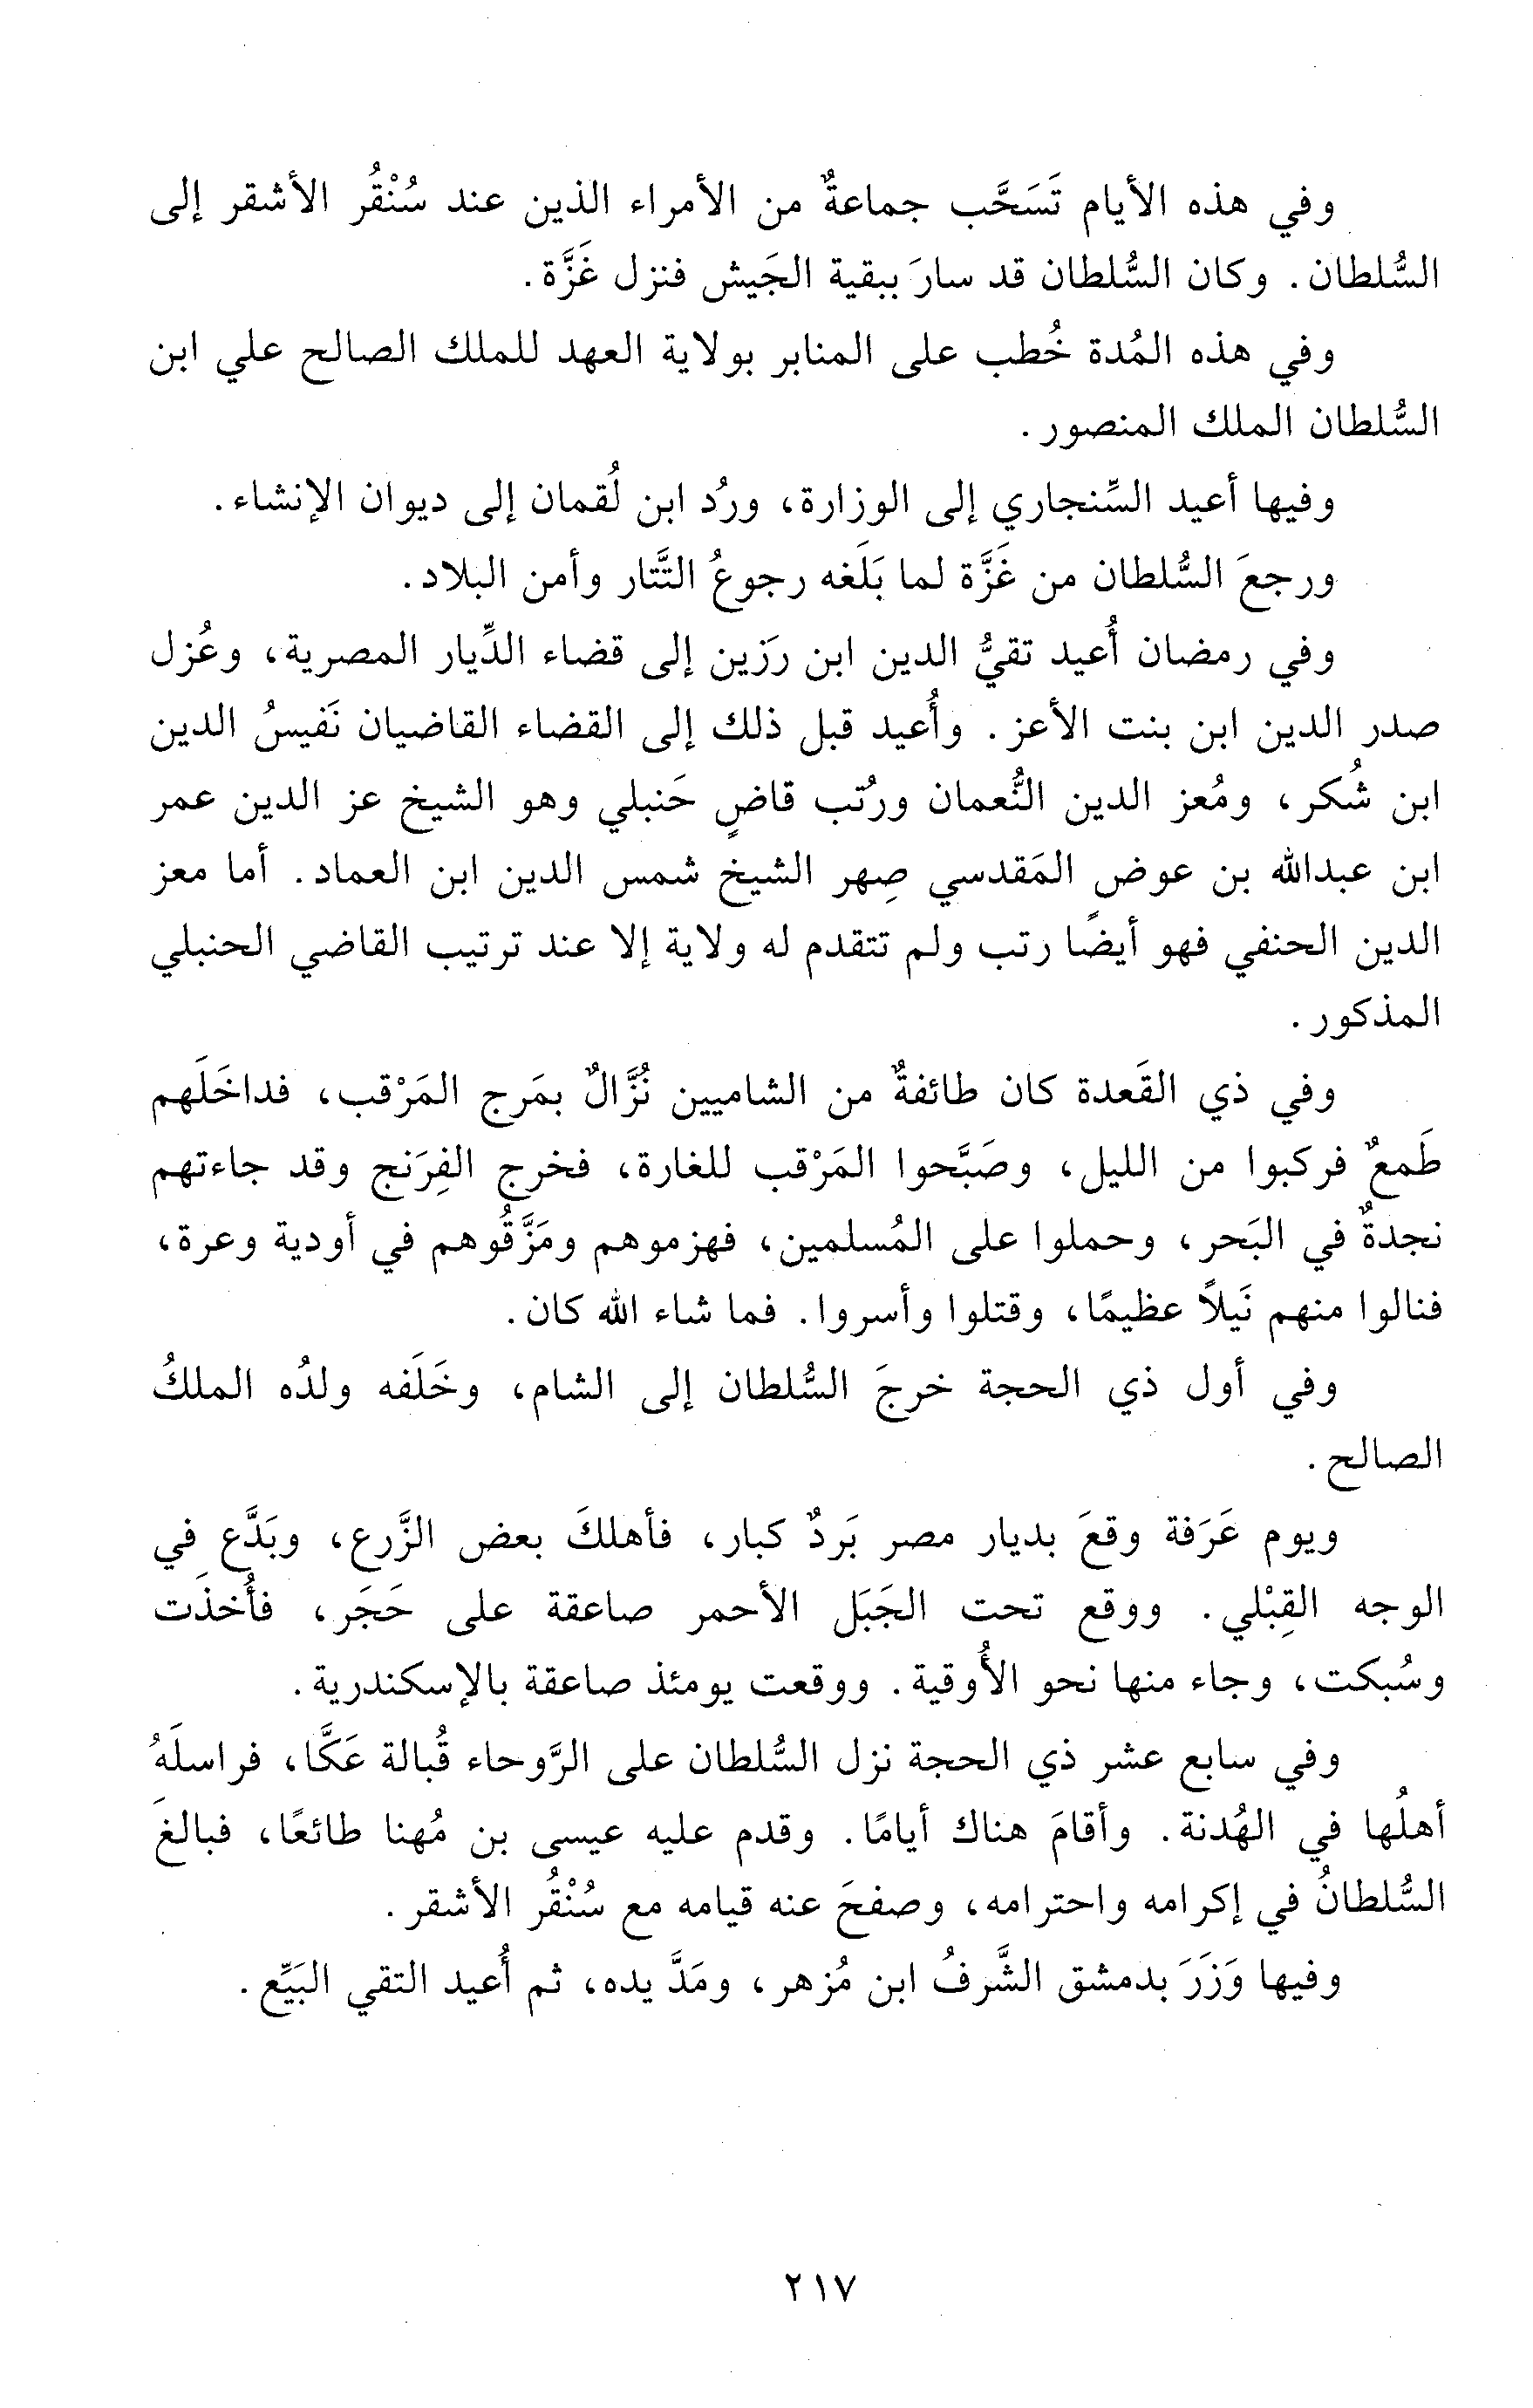 وفي هذه الأيام تَسَحَّب جماعةٌ من الأمراء الذين عند سُنْقُر الأشقر إلى
السُّلطان. وكان السُّلطان قد سارَ ببقية الجَيش فنزل غَزَّة.
وفي هذه المُدة خُطب على المنابر بولاية العهد للملك الصالح علي ابن
السُّلطان الملك المنصور.
وفيها أعيد السِّنجاري إلى الوزارة، ورُد ابن لُقمان إلى ديوان الإنشاء.
ورجعَ السُّلطان من غَزَّة لما بَلَغه رجوعُ التَّتار وأمن البلاد.
وفي رمضان أُعيد تقيُّ الدين ابن رَزين إلى قضاء الدِّيار المصرية، وعُزل
صدر الدين ابن بنت الأعز. وأُعيد قبل ذلك إلى القضاء القاضيان نَفيسُ الدين
ابن شُكر، ومُعز الدين النُّعمان ورُتب قاضٍ حَنبلي وهو الشيخ عز الدين عمر
ابن عبدالله بن عوض المَقدسي صِهر الشيخ شمس الدين ابن العماد. أما معز
الدين الحنفي فهو أيضًا رتب ولم تتقدم له ولاية إلا عند ترتيب القاضي الحنبلي
المذكور.
وفي ذي القَعدة كان طائفةٌ من الشاميين نُزَّالٌ بمَرج المَرْقب، فداخَلَهم
طَمعٌ فركبوا من الليل، وصَبَّحوا المَرْقب للغارة، فخرج الفِرَنج وقد جاءتهم
نجدةٌ في البَحر، وحملوا على المُسلمين، فهزموهم ومَزَّقُوهم في أودية وعرة،
فنالوا منهم نَيلاً عظيمًا، وقتلوا وأسروا. فما شاء الله كان.
وفي أول ذي الحجة خرجَ السُّلطان إلى الشام، وخَلَفه ولدُه الملكُ
الصالح.
ويوم عَرَفة وقعَ بديار مصر بَردٌ كبار، فأهلكَ بعض الزَّرع، وبَدَّع في
الوجه القِبْلي. ووقع تحت الجَبَل الأحمر صاعقة على حَجَر، فأُخذَت
وسُبكت، وجاء منها نحو الأُوقية. ووقعت يومئذ صاعقة بالإسكندرية.
وفي سابع عشر ذي الحجة نزل السُّلطان على الرَّوحاء قُبالة عَكَّا، فراسلَهُ
أهلُها في الهُدنة. وأقامَ هناك أيامًا. وقدم عليه عيسى بن مُهنا طائعًا، فبالغَ
السُّلطانُ في إكرامه واحترامه، وصفحَ عنه قيامه مع سُنْقُر الأشقر.
وفيها وَزَرَ بدمشق الشَّرفُ ابن مُزهر، ومَدَّ يده، ثم أُعيد التقي البَيِّع.
٢١٧